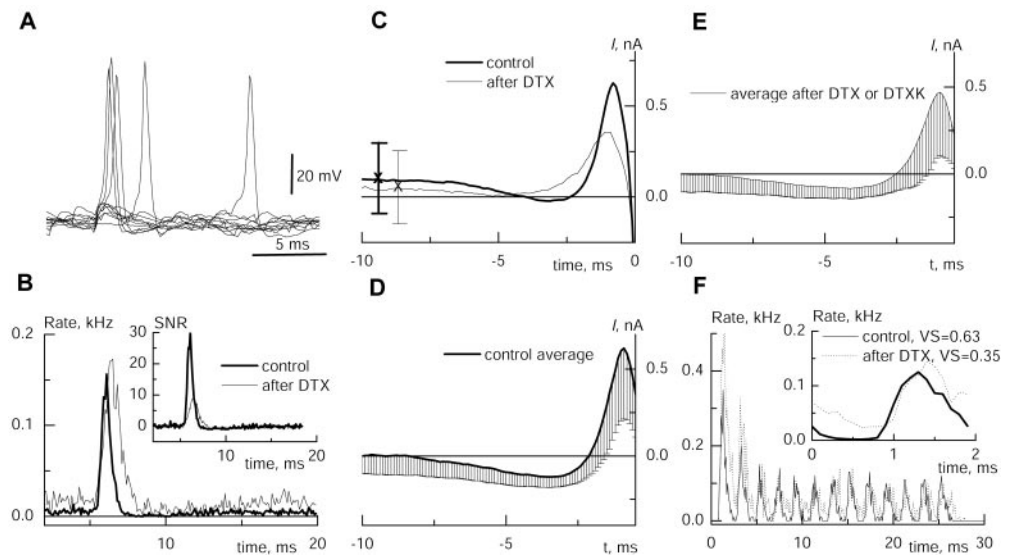 A
20 mV
5 ms
B
Rate, kHz
0.2
0.1
0.0
10
20
time, ms
SNR
30
20
10
0
control
after DTX
10
20
time, ms
C
I, nA
control
after DTX
0.5
0.0
-10
-5
0
time, ms
D
I, nA
control average
0.5
0.0
-10
-5
t, ms
E
I, nA
average after DTX or DTXK
0.5
0.0
-10
-5
t, ms
F
Rate, kHz
0.4
0.2
0.0
0
10
20
30
time, ms
Rate, kHz
0.2
control, VS=0.63
after DTX, VS=0.35
0.1
0.0
0
1
2
time, ms